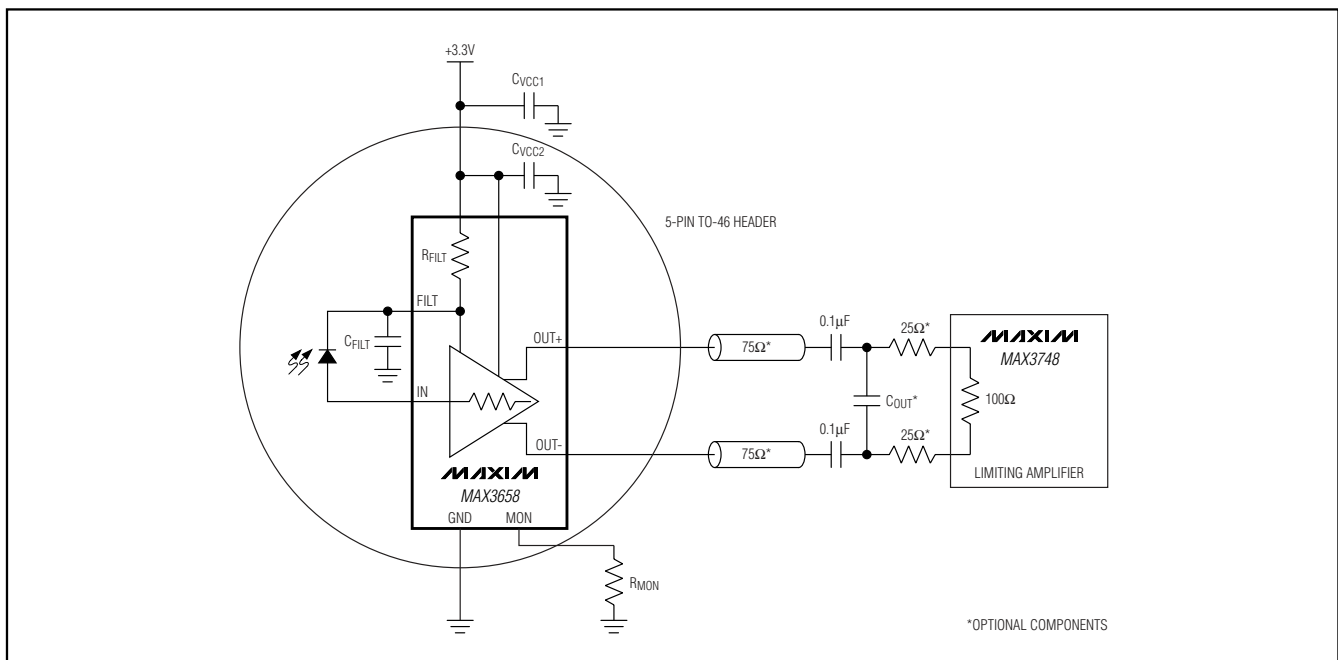 +3.3V
CVCC1
CVCC2
5-PIN TO-46 HEADER
RFILT
FILT
CFILT
OUT+
IN
OUT-
MAXIM
MAX3658
GND
MON
RMON
75Ω*
0.1µF
25Ω*
MAXIM
MAX3748
COUT*
100Ω
75Ω*
0.1µF
25Ω*
LIMITING AMPLIFIER
*OPTIONAL COMPONENTS